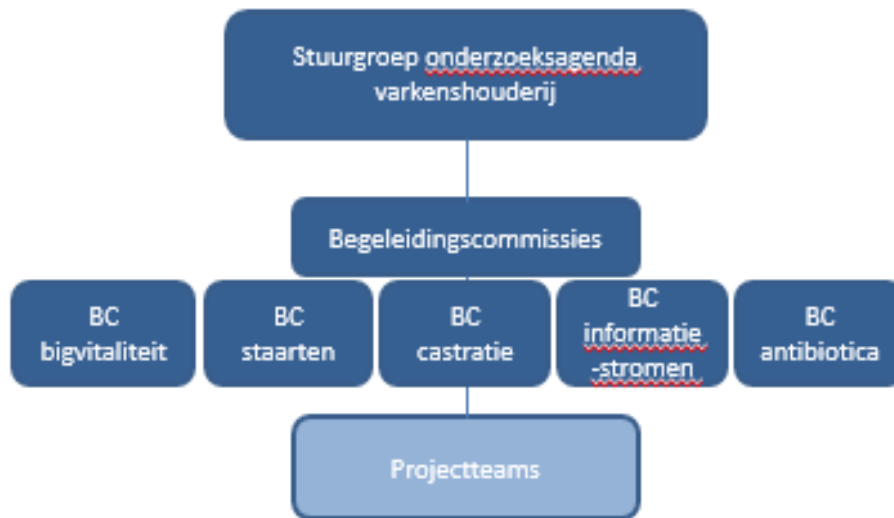 Stuurgroep onderzoeksagenda
varkenshouderij
Begeleidingscommissies
BC
bigvitaliteit
BC
staarten
BC
castratie
BC
informatie
-stromen
BC
antibiotica
Projectteams